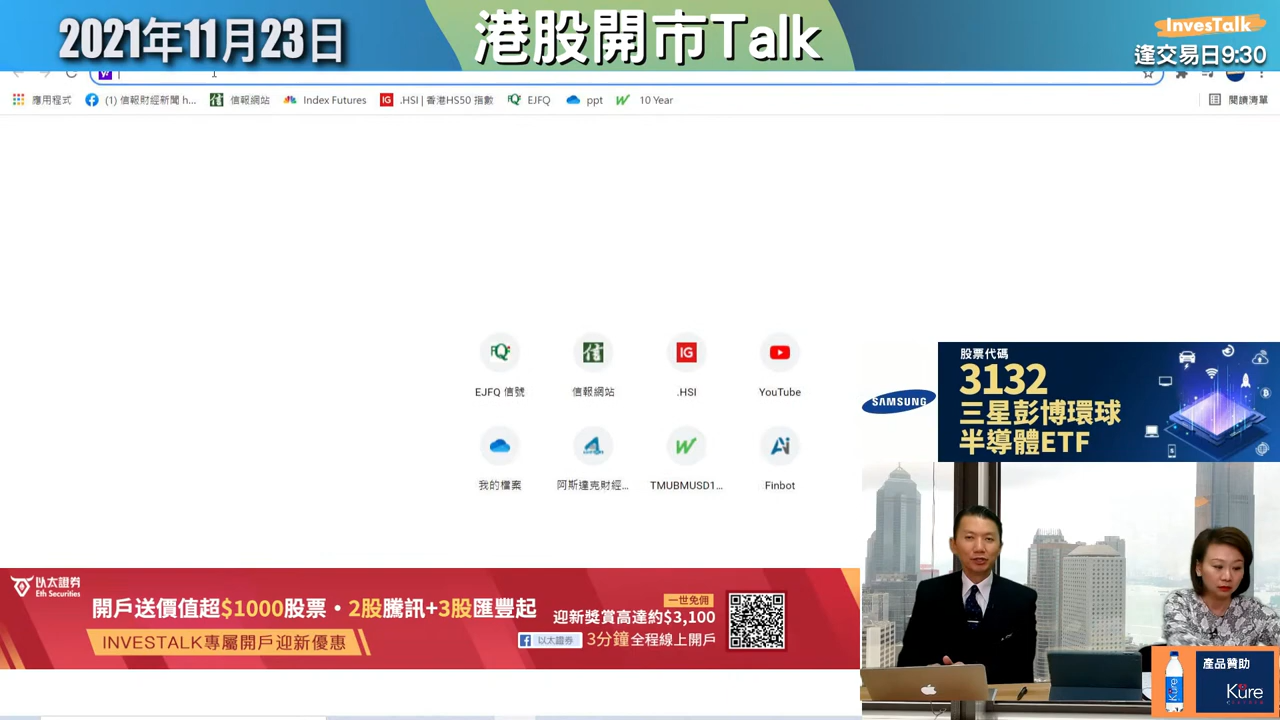 2021年11月23日
港股開市Talk
InvesTalk
逢交易日9:30
應用程式
(1) 信報財經新聞 h...
信報網站
Index Futures
IG
.HSI | 香港HS50 指數
EJFQ
ppt
10 Year
閱讀清單
EJFQ 信號
信報網站
IG
.HSI
YouTube
我的檔案
阿斯達克財經...
TMUBMUSD1...
Finbot
SAMSUNG
股票代碼
3132
三星彭博環球
半導體ETF
以太證券
Eth Securities
開戶送價值超$1000股票・2股騰訊+3股匯豐起
INVESTALK專屬開戶迎新優惠
一世免佣
迎新獎賞高達約$3,100
以太證券
3分鐘全程線上開戶
產品贊助
Kure